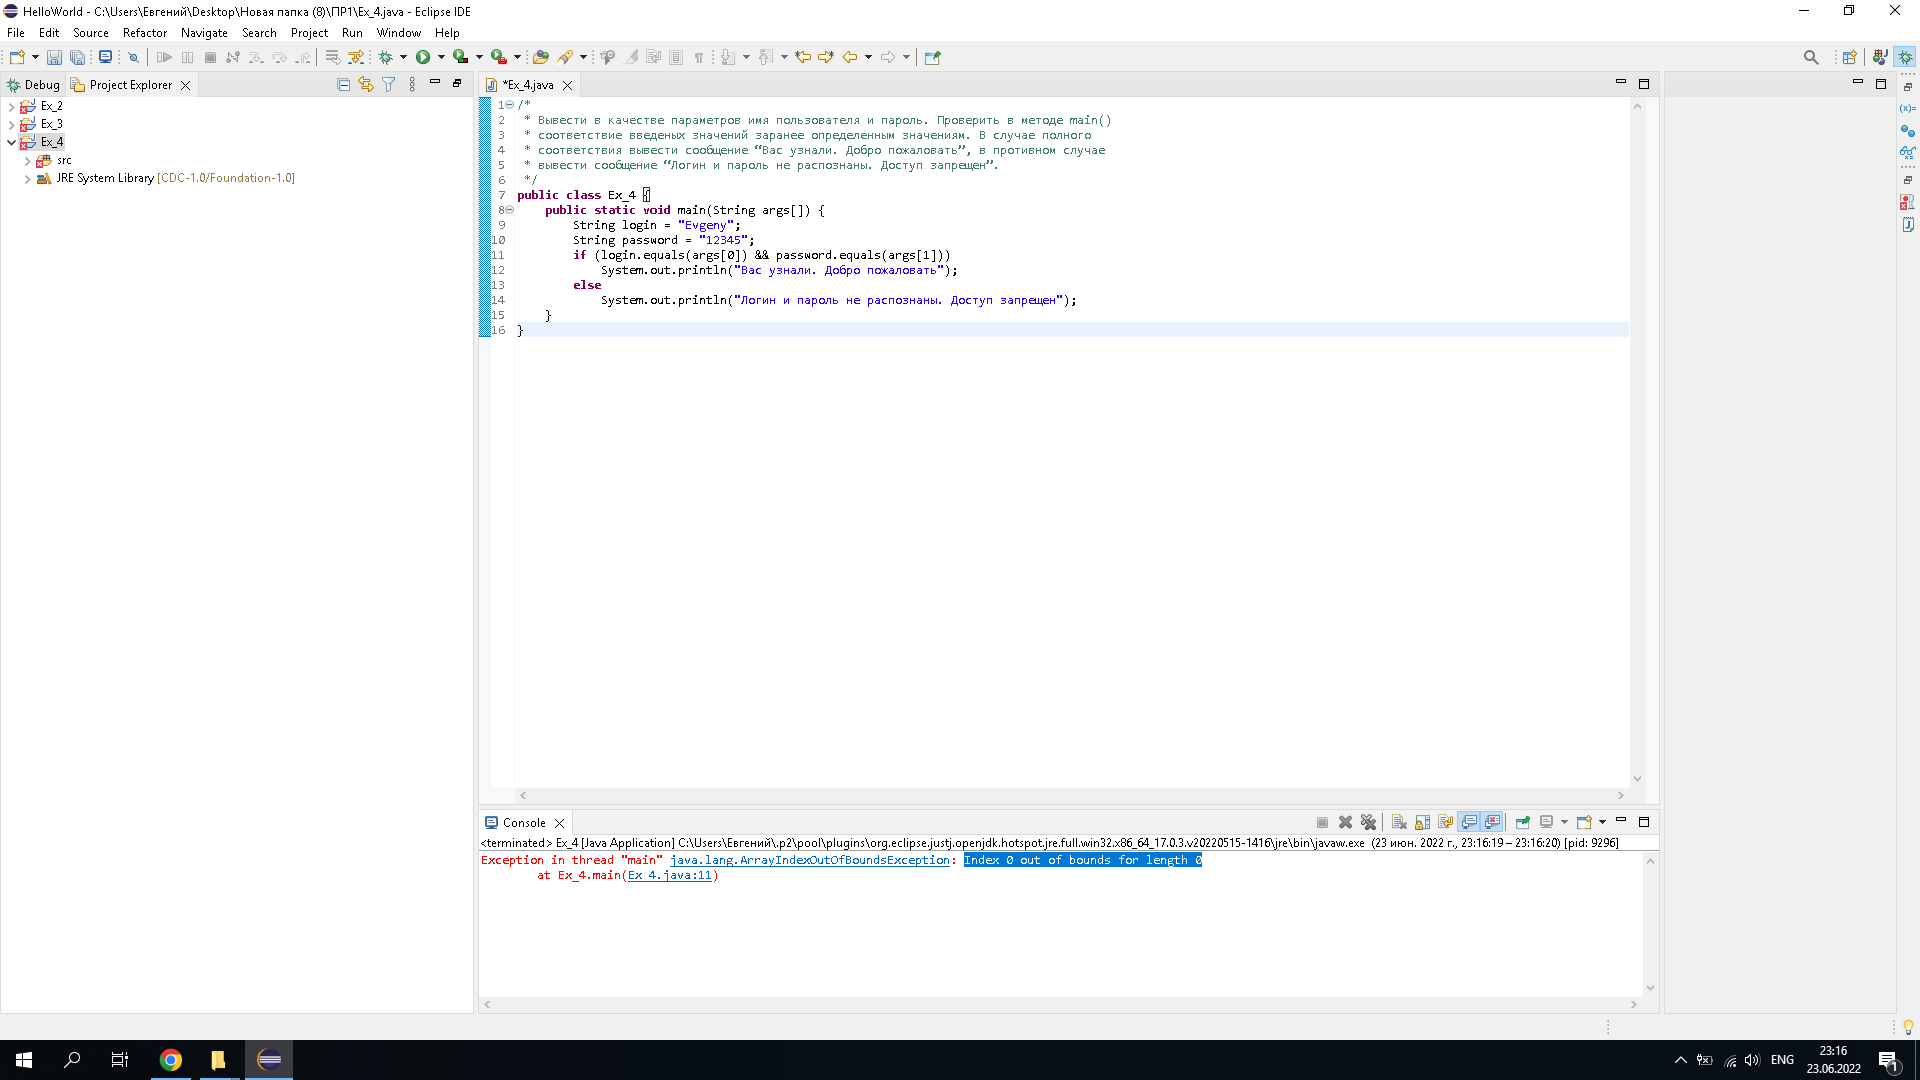 HelloWorld - C:\Users\Евгений\Desktop\Новая папка (8)\ПР1\Ex_4.java - Eclipse IDE
File Edit Source Refactor Navigate Search Project Run Window Help
Debug Project Explorer
*Ex_4.java
Ex_2
Ex_3
Ex_4
src
JRE System Library [CDC-1.0/Foundation-1.0]
1 /*
2 * Вывести в качестве параметров имя пользователя и пароль. Проверить в методе main()
3 * соответствие введеных значений заранее определенным значениям. В случае полного
4 * соответствия вывести сообщение “Вас узнали. Добро пожаловать”, в противном случае
5 * вывести сообщение “Логин и пароль не распознаны. Доступ запрещен”.
6 */
7 public class Ex_4 {
8 public static void main(String args[]) {
9 String login = "Evgeny";
10 String password = "12345";
11 if (login.equals(args[0]) && password.equals(args[1]))
12 System.out.println("Вас узнали. Добро пожаловать");
13 else
14 System.out.println("Логин и пароль не распознаны. Доступ запрещен");
15 }
16 }
(x)=
Console
<terminated> Ex_4 [Java Application] C:\Users\Евгений\.p2\pool\plugins\org.eclipse.justj.openjdk.hotspot.jre.full.win32.x86_64_17.0.3.v20220515-1416\jre\bin\javaw.exe (23 июн. 2022 г., 23:16:19 – 23:16:20) [pid: 9296]
Exception in thread "main" java.lang.ArrayIndexOutOfBoundsException: Index 0 out of bounds for length 0
at Ex_4.main(Ex_4.java:11)
ENG
23:16
23.06.2022
1